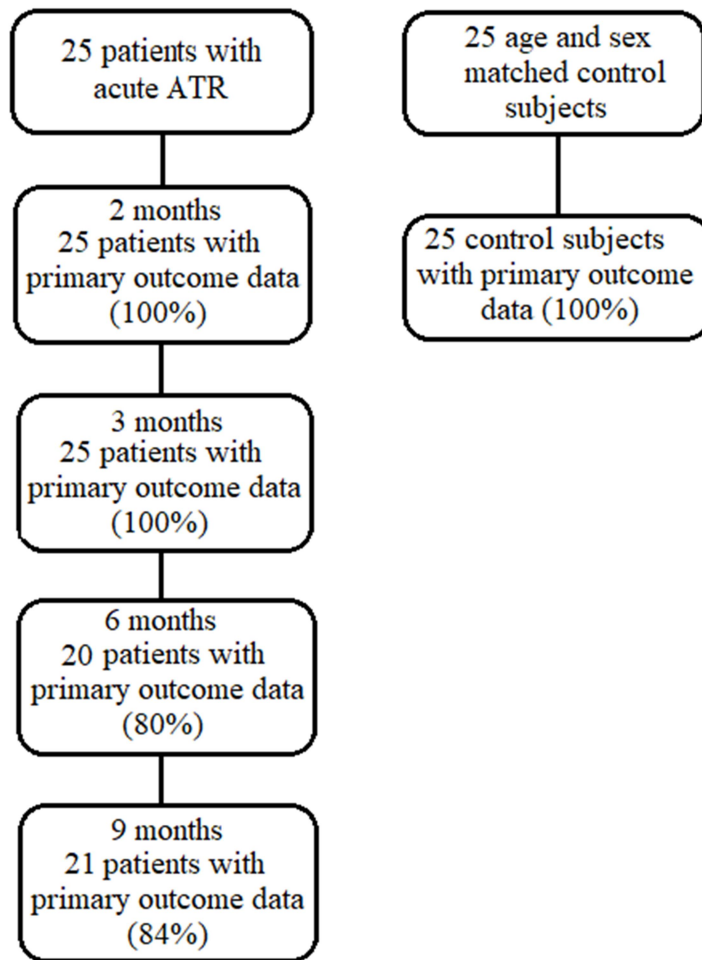 25 patients with
acute ATR
2 months
25 patients with
primary outcome data
(100%)
3 months
25 patients with
primary outcome data
(100%)
6 months
20 patients with
primary outcome data
(80%)
9 months
21 patients with
primary outcome data
(84%)
25 age and sex
matched control
subjects
25 control subjects
with primary outcome
data (100%)